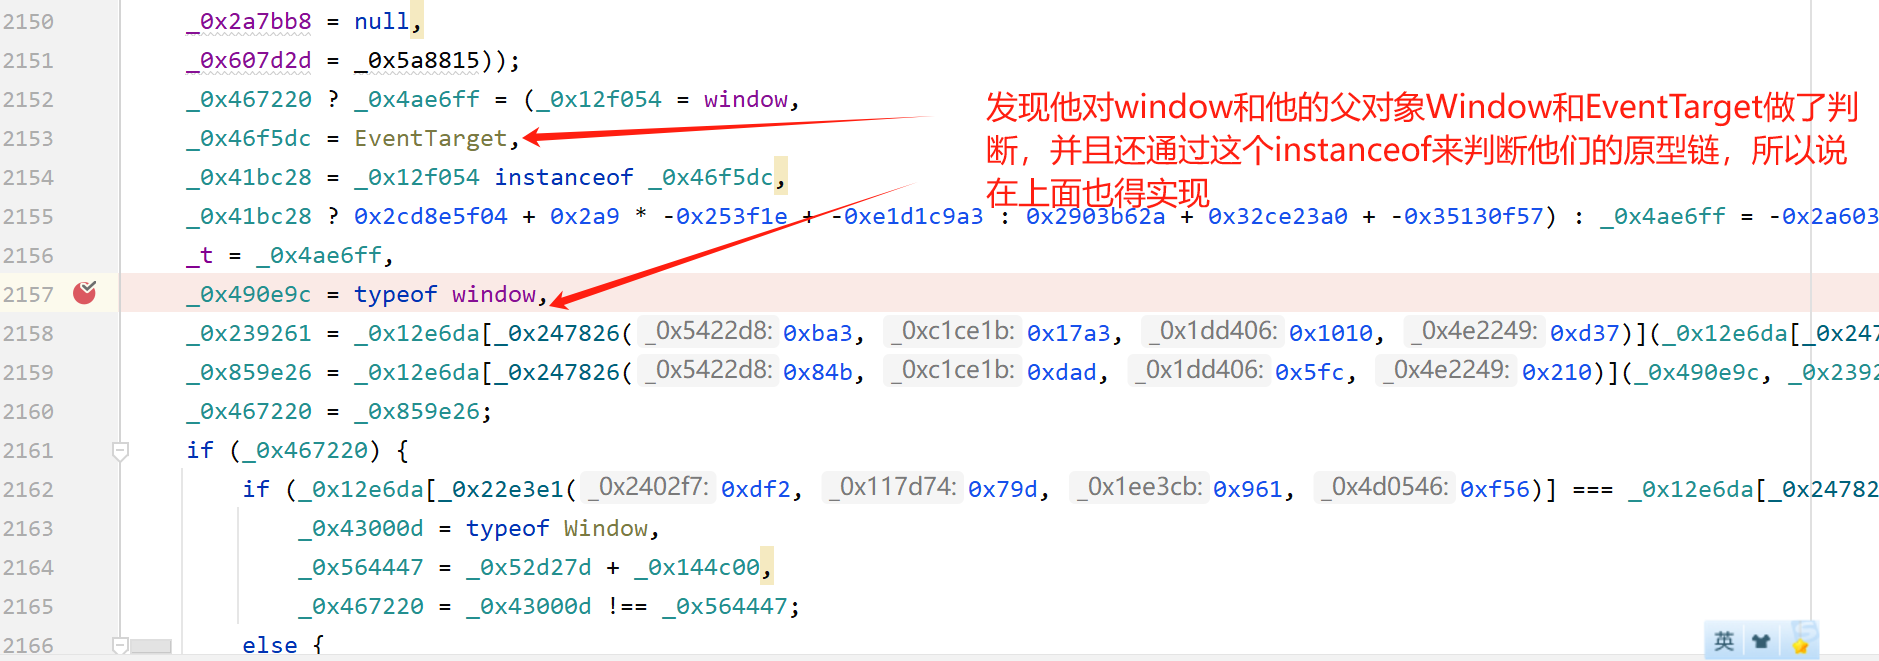 2150 _0x2a7bb8 = null,
2151 _0x607d2d = _0x5a8815));
2152 _0x467220 ? _0x4ae6ff = (_0x12f054 = window,
2153 _0x46f5dc = EventTarget,
2154 _0x41bc28 = _0x12f054 instanceof _0x46f5dc,
2155 _0x41bc28 ? 0x2cd8e5f04 + 0x2a9 * -0x253f1e + -0xe1d1c9a3 : 0x2903b62a + 0x32ce23a0 + -0x35130f57) : _0x4ae6ff = -0x2a603
2156 _t = _0x4ae6ff,
2157 _0x490e9c = typeof window,
2158 _0x239261 = _0x12e6da[_0x247826( _0x5422d8: 0xba3, _0xc1ce1b: 0x17a3, _0x1dd406: 0x1010, _0x4e2249: 0xd37)](_0x12e6da[_0x247
2159 _0x859e26 = _0x12e6da[_0x247826( _0x5422d8: 0x84b, _0xc1ce1b: 0xdad, _0x1dd406: 0x5fc, _0x4e2249: 0x210)](_0x490e9c, _0x2392
2160 _0x467220 = _0x859e26;
2161 if (_0x467220) {
2162 if (_0x12e6da[_0x22e3e1( _0x2402f7: 0xdf2, _0x117d74: 0x79d, _0x1ee3cb: 0x961, _0x4d0546: 0xf56)] === _0x12e6da[_0x24782
2163 _0x43000d = typeof Window,
2164 _0x564447 = _0x52d27d + _0x144c00,
2165 _0x467220 = _0x43000d !== _0x564447;
2166 else {
发现他对window和他的父对象Window和EventTarget做了判
断，并且还通过这个instanceof来判断他们的原型链，所以说
在上面也得实现
英